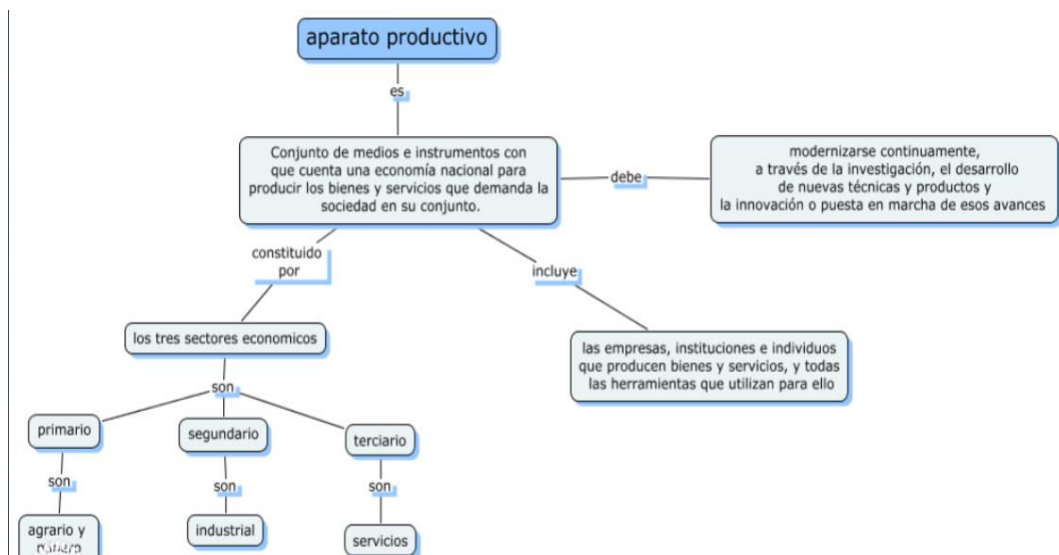 aparato productivo
es
Conjunto de medios e instrumentos con
que cuenta una economía nacional para
producir los bienes y servicios que demanda la
sociedad en su conjunto.
debe
modernizarse continuamente,
a través de la investigación, el desarrollo
de nuevas técnicas y productos y
la innovación o puesta en marcha de esos avances
constituido
por
incluye
los tres sectores economicos
las empresas, instituciones e individuos
que producen bienes y servicios, y todas
las herramientas que utilizan para ello
son
primario
segundario
terciario
son
son
son
agrario y
industrial
servicios